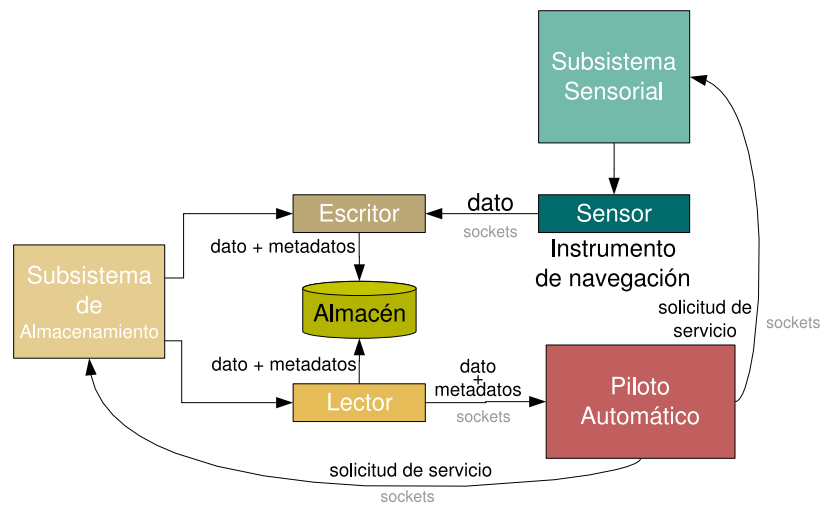 Subsistema
Sensorial
Escritor
dato
sockets
Sensor
Instrumento
de navegación
dato + metadatos
Subsistema
de
Almacenamiento
Almacén
solicitud de
servicio
sockets
dato + metadatos
dato
+
metadatos
sockets
Lector
Piloto
Automático
solicitud de servicio
sockets